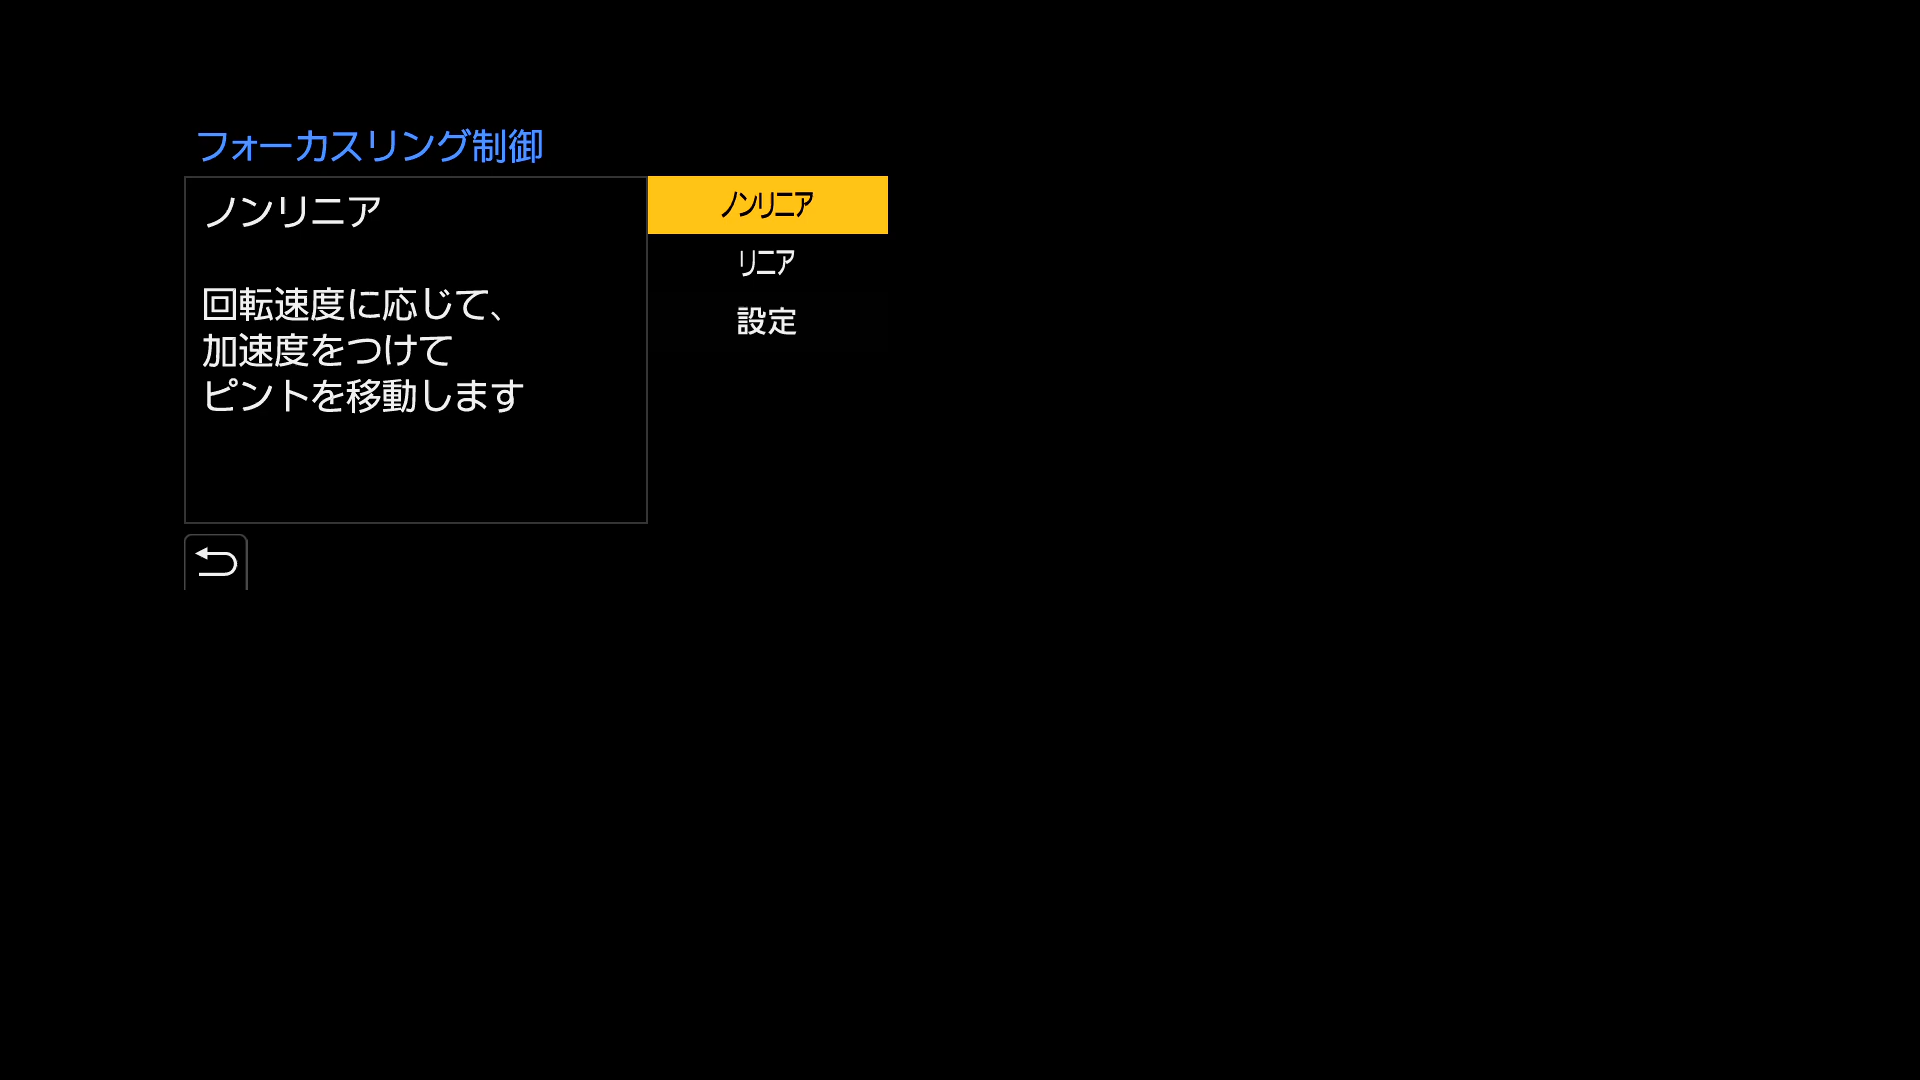 フォーカスリング制御
ノンリニア
回転速度に応じて、
加速度をつけて
ピントを移動します
ノンリニア
リニア
設定